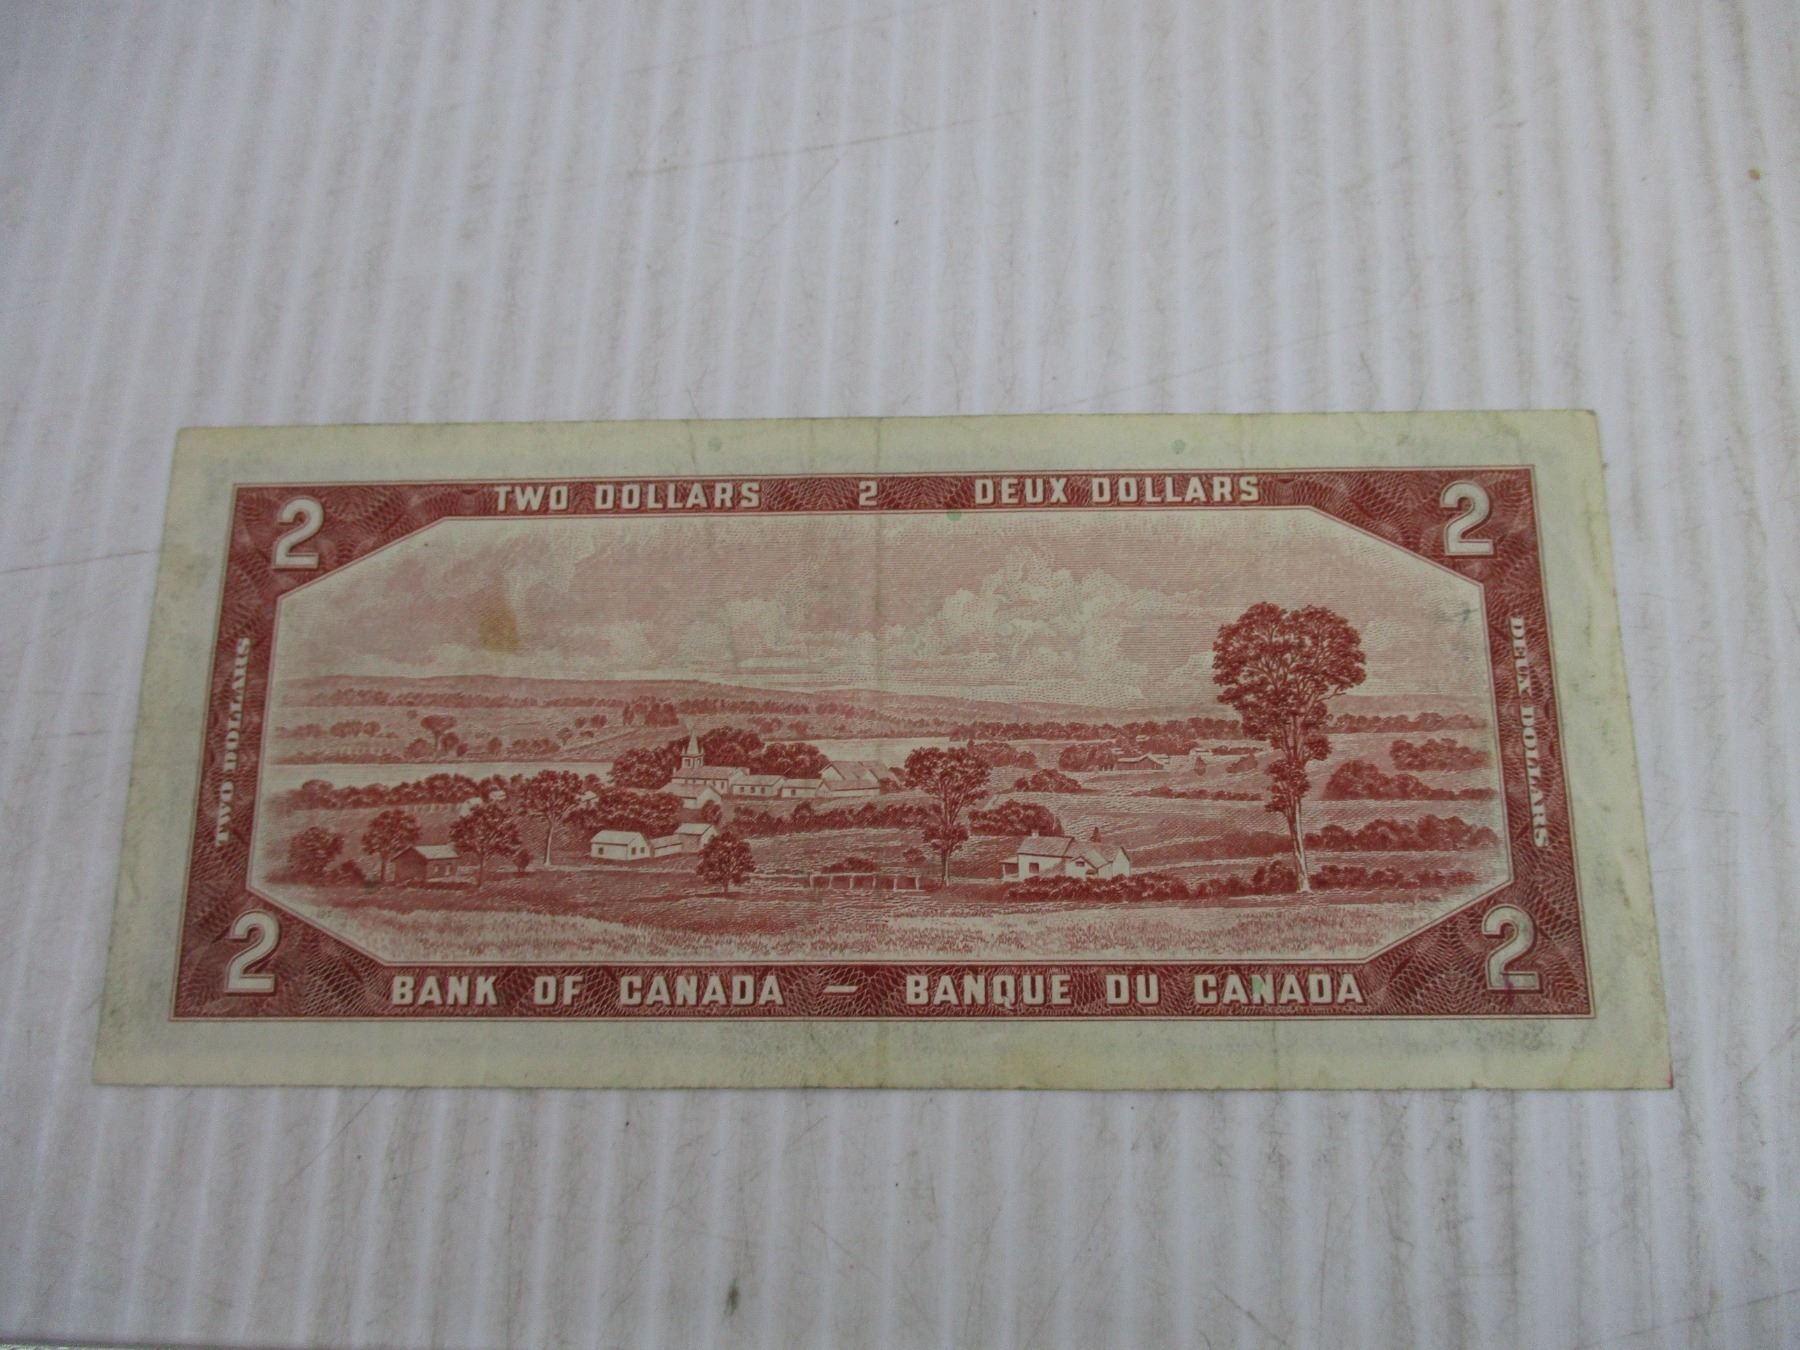 TWO DOLLARS 2 DEUX DOLLARS
2 2
TWO DOLLARS
DEUX DOLLARS
2 2
BANK OF CANADA — BANQUE DU CANADA